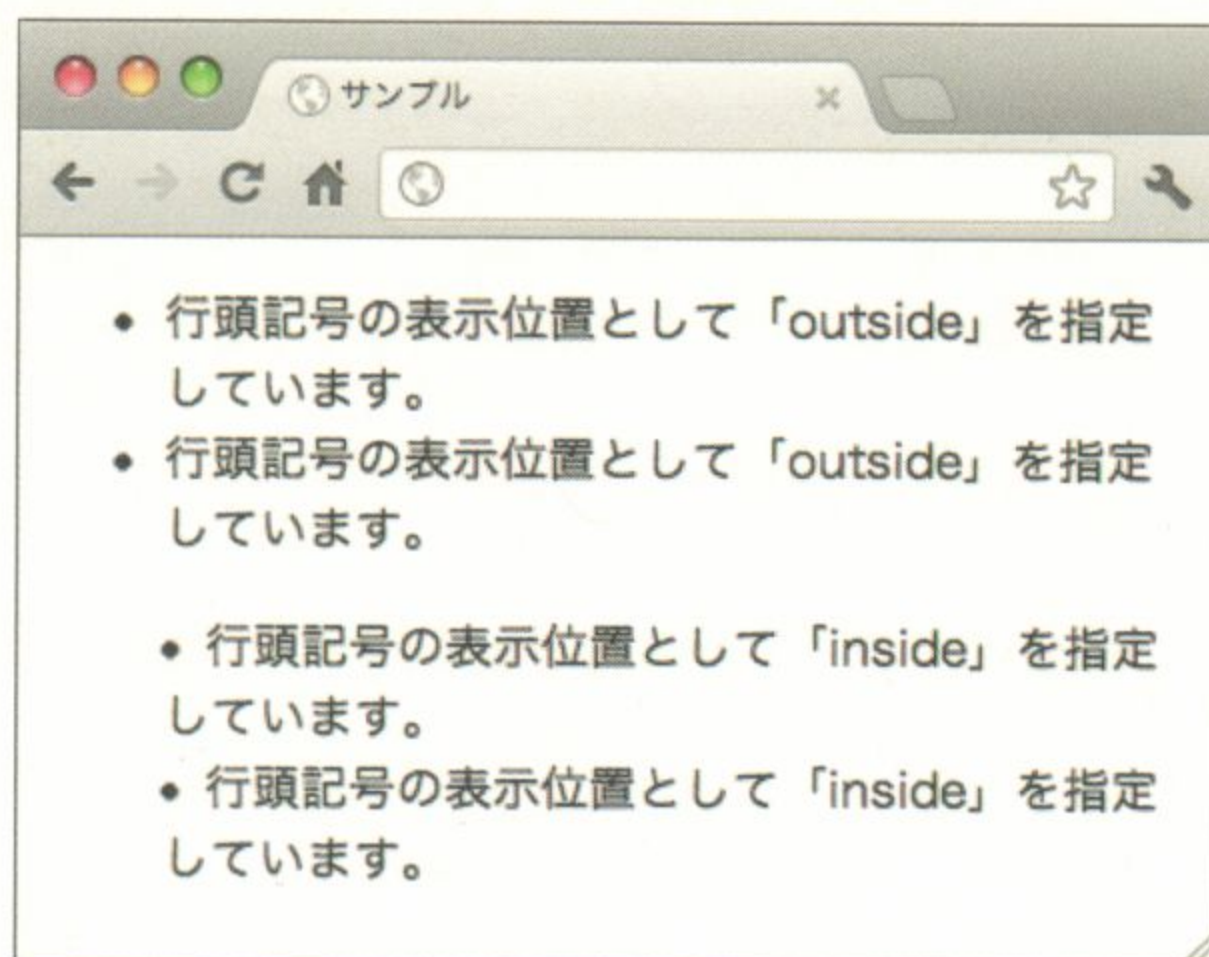 サンプル
• 行頭記号の表示位置として「outside」を指定
しています。
• 行頭記号の表示位置として「outside」を指定
しています。
• 行頭記号の表示位置として「inside」を指定
しています。
• 行頭記号の表示位置として「inside」を指定
しています。